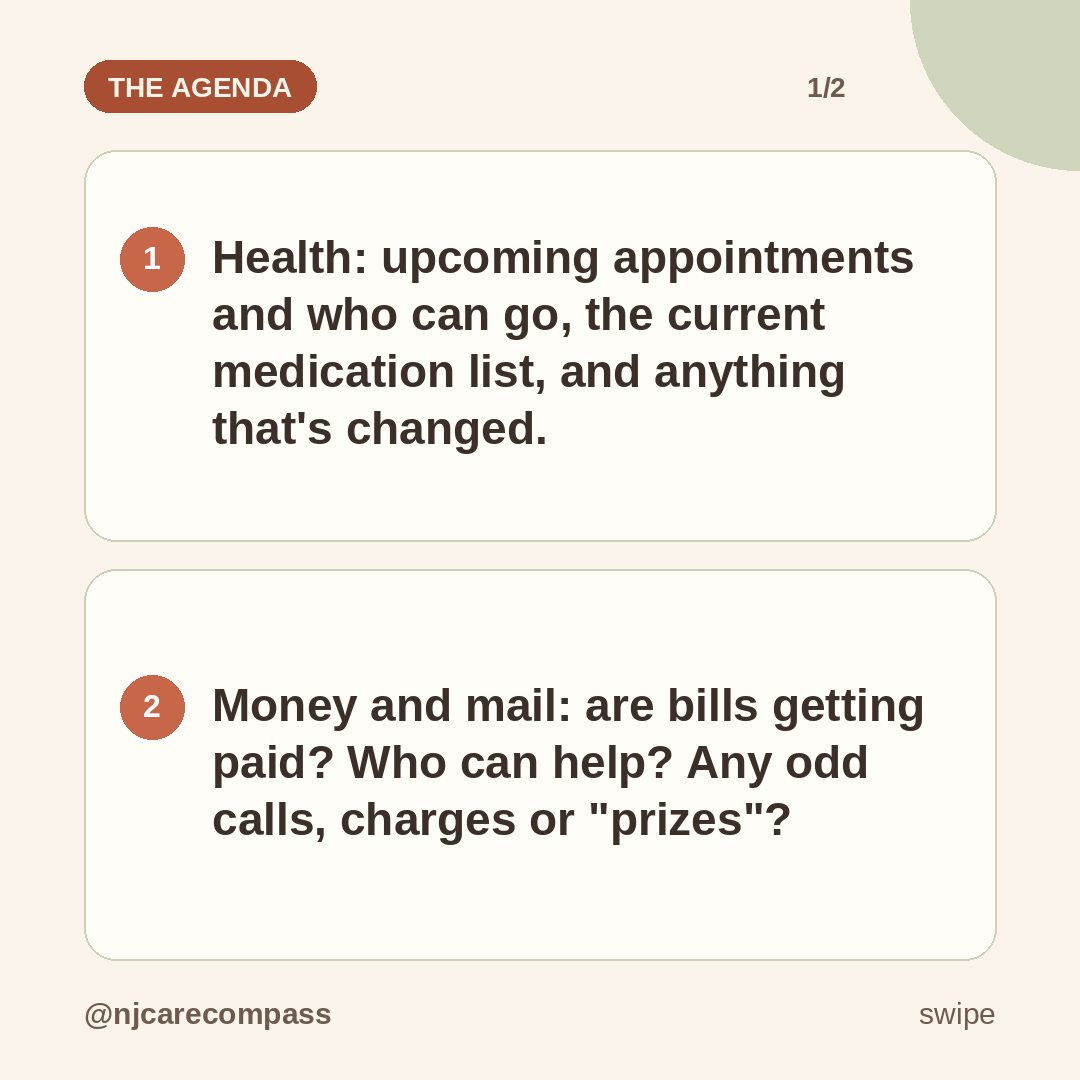 THE AGENDA
1/2
1
Health: upcoming appointments
and who can go, the current
medication list, and anything
that's changed.
2
Money and mail: are bills getting
paid? Who can help? Any odd
calls, charges or "prizes"?
@njcarecompass
swipe